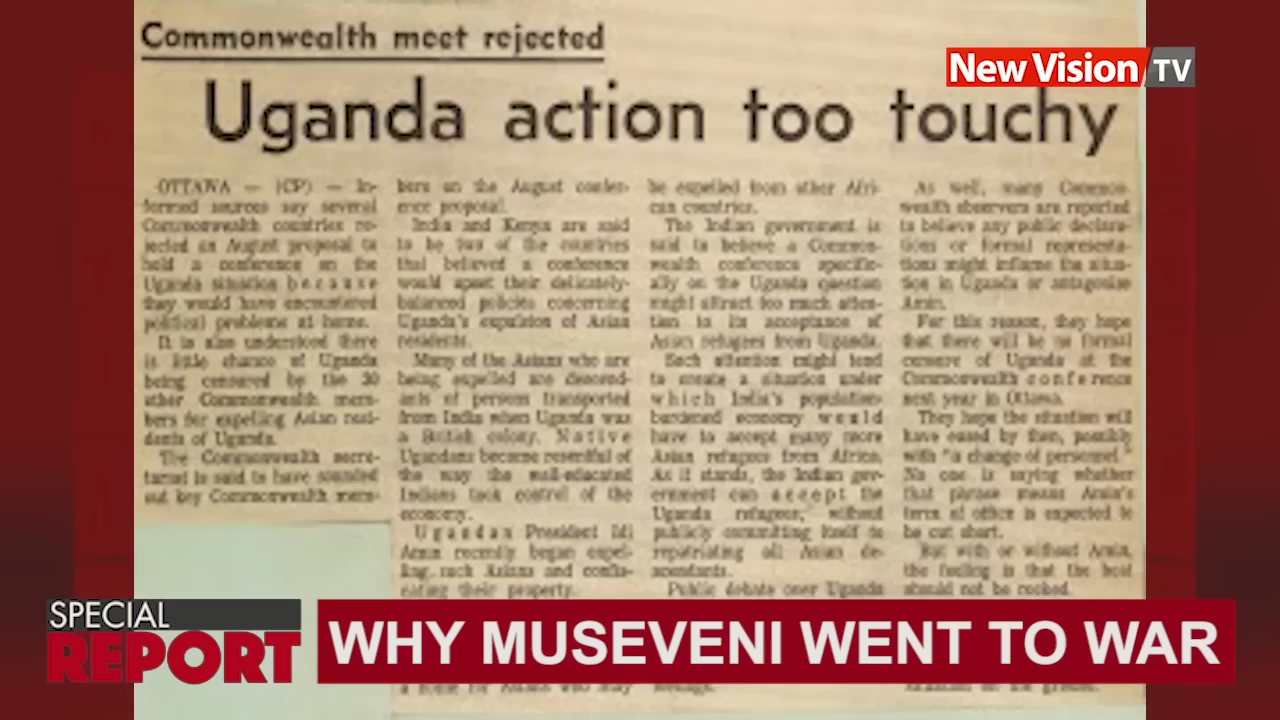 Commonwealth meet rejected
New Vision TV
Uganda action too touchy
OTTAWA — (CP) — In-
formed sources say several
Commonwealth countries re-
jected an August proposal to
hold a conference on the
Uganda situation because
they would have encountered
political problems at home.
It is also understood there
is little chance of Uganda
being censured by the 30
other Commonwealth mem-
bers for expelling Asian resi-
dents of Uganda.
The Commonwealth secre-
tariat is said to have sounded
out key Commonwealth mem-
bers on the August confer-
ence proposal.
India and Kenya are said
to be two of the countries
that believed a conference
would upset their delicately-
balanced policies concerning
Uganda's expulsion of Asian
residents.
Many of the Asians who are
being expelled are descend-
ants of persons transported
from India when Uganda was
a British colony. Native
Ugandans became resentful of
the way the well-educated
Indians took control of the
economy.
Ugandan President Idi
Amin recently began expel-
ling such Asians and confis-
cating their property.
be expelled from other Afri-
can countries.
The Indian government is
said to believe a Common-
wealth conference specific-
ally on the Uganda question
might attract too much atten-
tion to its acceptance of
Asian refugees from Uganda.
Such attention might tend
to create a situation under
which India's population-
burdened economy would
have to accept many more
Asian refugees from Africa.
As it stands, the Indian gov-
ernment can accept the
Uganda refugees, without
publicly committing itself to
repatriating all Asian de-
scendants.
Public debate over Uganda
As well, many Common-
wealth observers are reported
to believe any public declara-
tions or formal representa-
tions might inflame the situa-
tion in Uganda or antagonise
Amin.
For this reason, they hope
that there will be no formal
censure of Uganda at the
Commonwealth conference
next year in Ottawa.
They hope the situation will
have eased by then, possibly
with "a change of personnel."
No one is saying whether
that phrase means Amin's
term of office is expected to
be cut short.
But with or without Amin,
the feeling is that the boat
should not be rocked.
SPECIAL
REPORT
WHY MUSEVENI WENT TO WAR